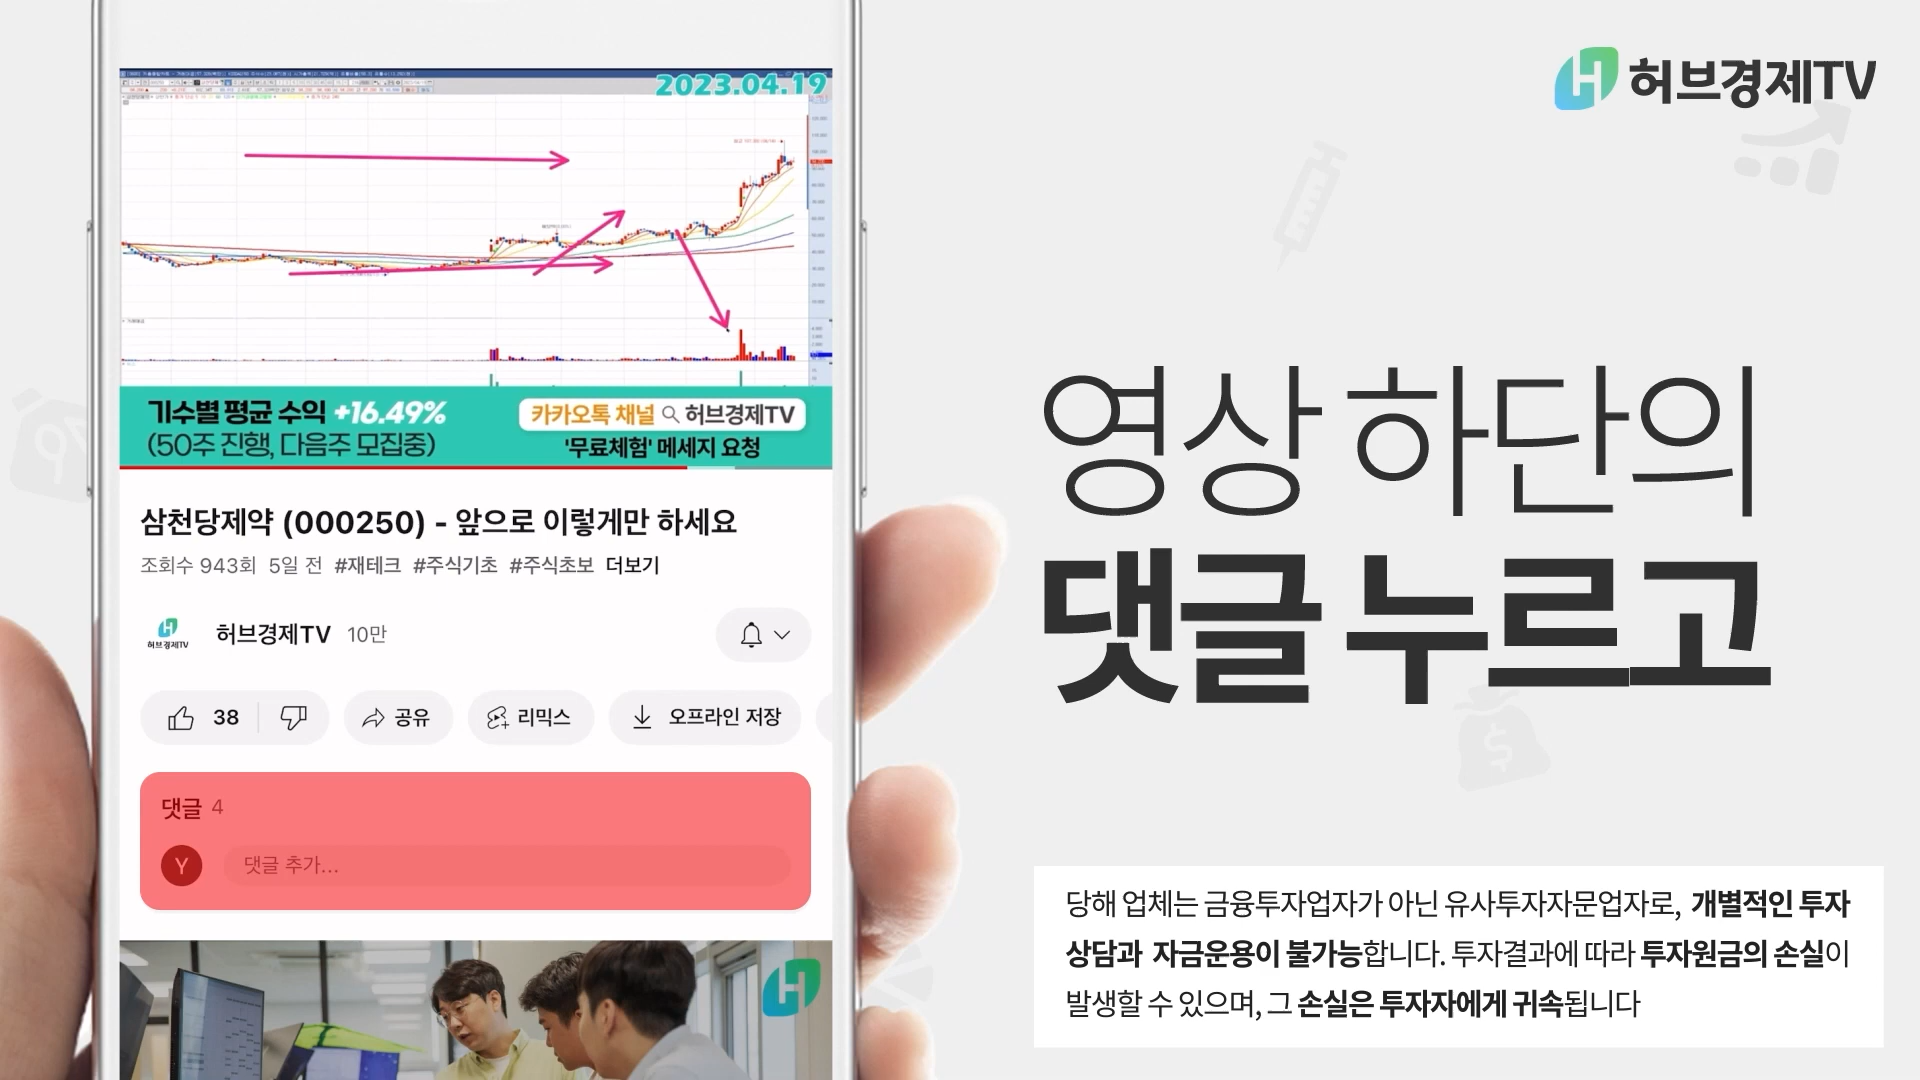 2023.04.19
허브경제TV
기수별 평균 수익 +16.49%
(50주 진행, 다음주 모집중)
카카오톡 채널 허브경제TV
'무료체험' 메세지 요청
삼천당제약 (000250) - 앞으로 이렇게만 하세요
조회수 943회 5일 전 #재테크 #주식기초 #주식초보 더보기
허브경제TV
허브경제TV 10만
38
공유
리믹스
오프라인 저장
댓글 4
Y
댓글 추가...
영상 하단의
댓글 누르고
당해 업체는 금융투자업자가 아닌 유사투자자문업자로, 개별적인 투자
상담과 자금운용이 불가능합니다. 투자결과에 따라 투자원금의 손실이
발생할 수 있으며, 그 손실은 투자자에게 귀속됩니다